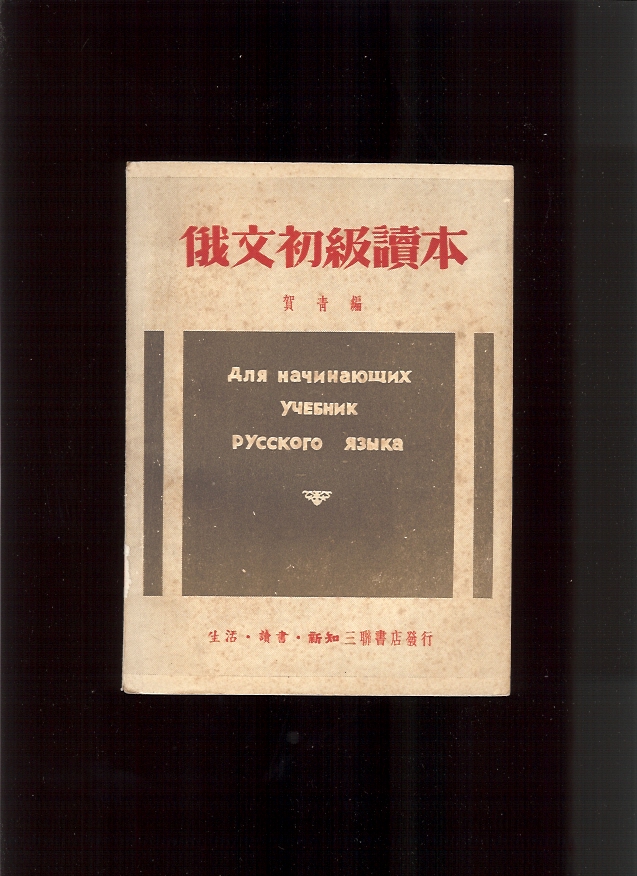 俄文初級讀本
賀青編
для начинающих
учебник
русского языка
生活·讀書·新知三聯書店發行